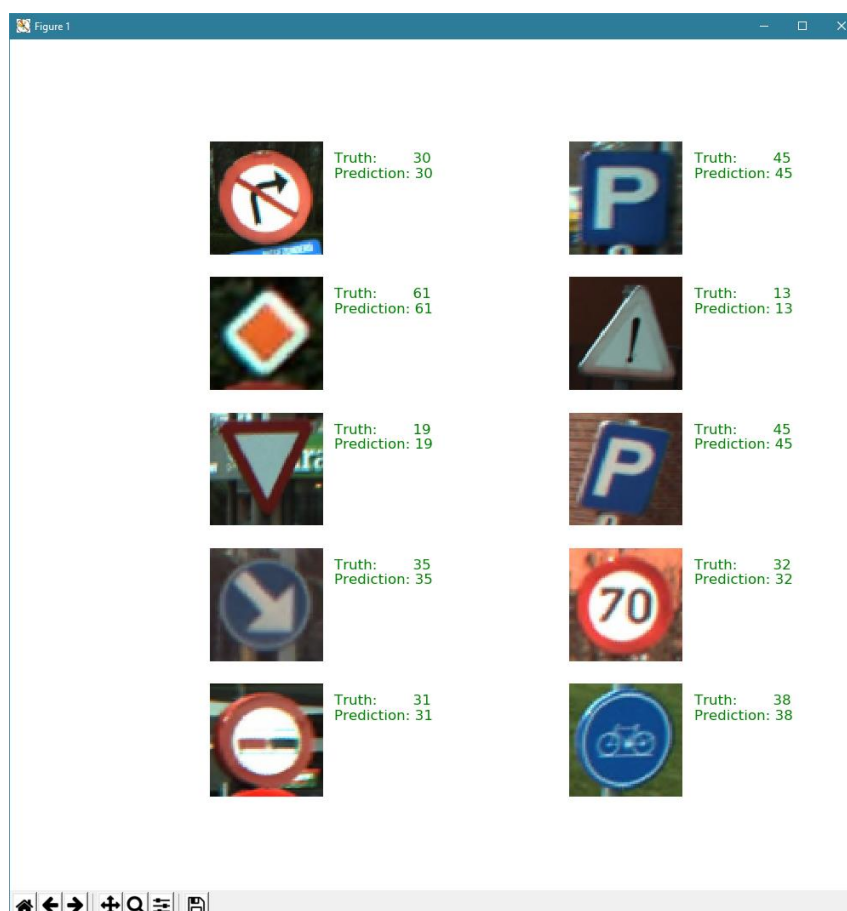 Figure 1
Truth: 30
Prediction: 30
P
Truth: 45
Prediction: 45
Truth: 61
Prediction: 61
!
Truth: 13
Prediction: 13
Truth: 19
Prediction: 19
P
Truth: 45
Prediction: 45
Truth: 35
Prediction: 35
70
Truth: 32
Prediction: 32
Truth: 31
Prediction: 31
Truth: 38
Prediction: 38